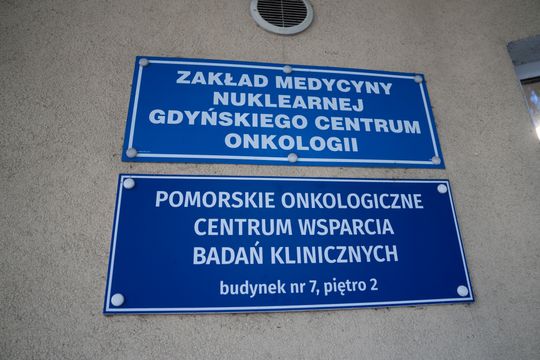 ZAKŁAD MEDYCYNY
NUKLEARNEJ
GDYŃSKIEGO CENTRUM
ONKOLOGII
POMORSKIE ONKOLOGICZNE
CENTRUM WSPARCIA
BADAŃ KLINICZNYCH
budynek nr 7, piętro 2